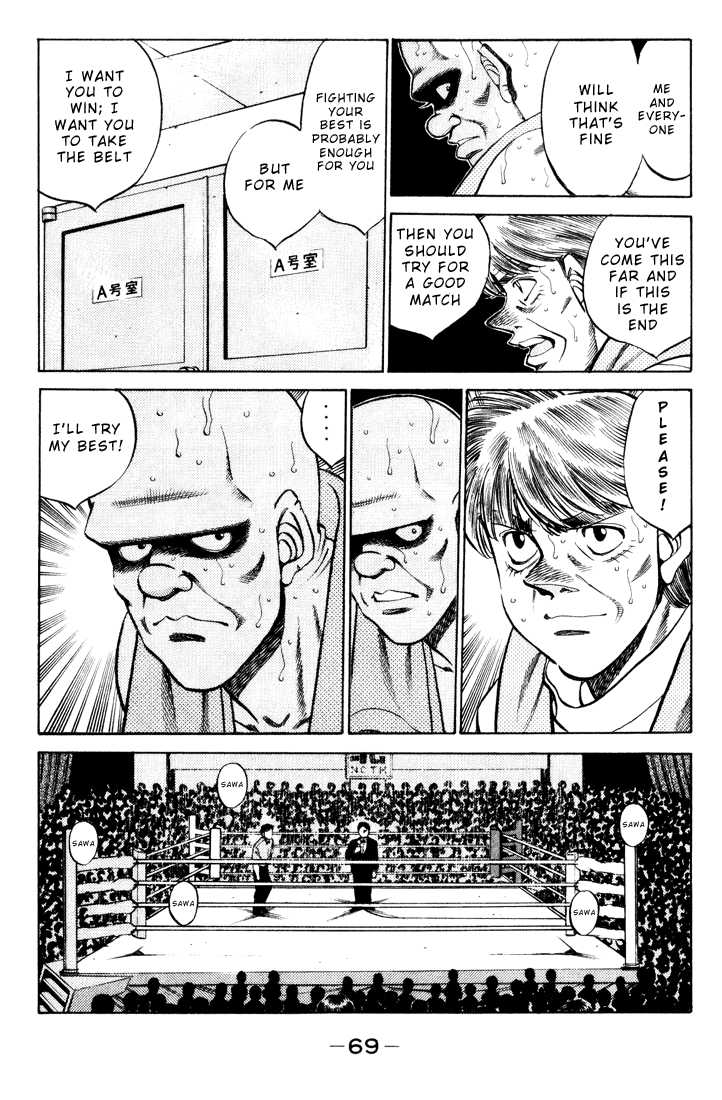 ME
AND
EVERY-
ONE
WILL
THINK
THAT'S
FINE
YOU'VE
COME THIS
FAR AND
IF THIS
IS THE
END
THEN YOU
SHOULD
TRY FOR
A GOOD
MATCH
FIGHTING
YOUR
BEST IS
PROBABLY
ENOUGH
FOR YOU
BUT
FOR ME
I WANT
YOU TO
WIN; I
WANT YOU
TO TAKE
THE BELT
A号室
A号室
PLEASE!
....
I'LL TRY
MY BEST!
SAWA
SAWA
SAWA
SAWA
SAWA
—69—